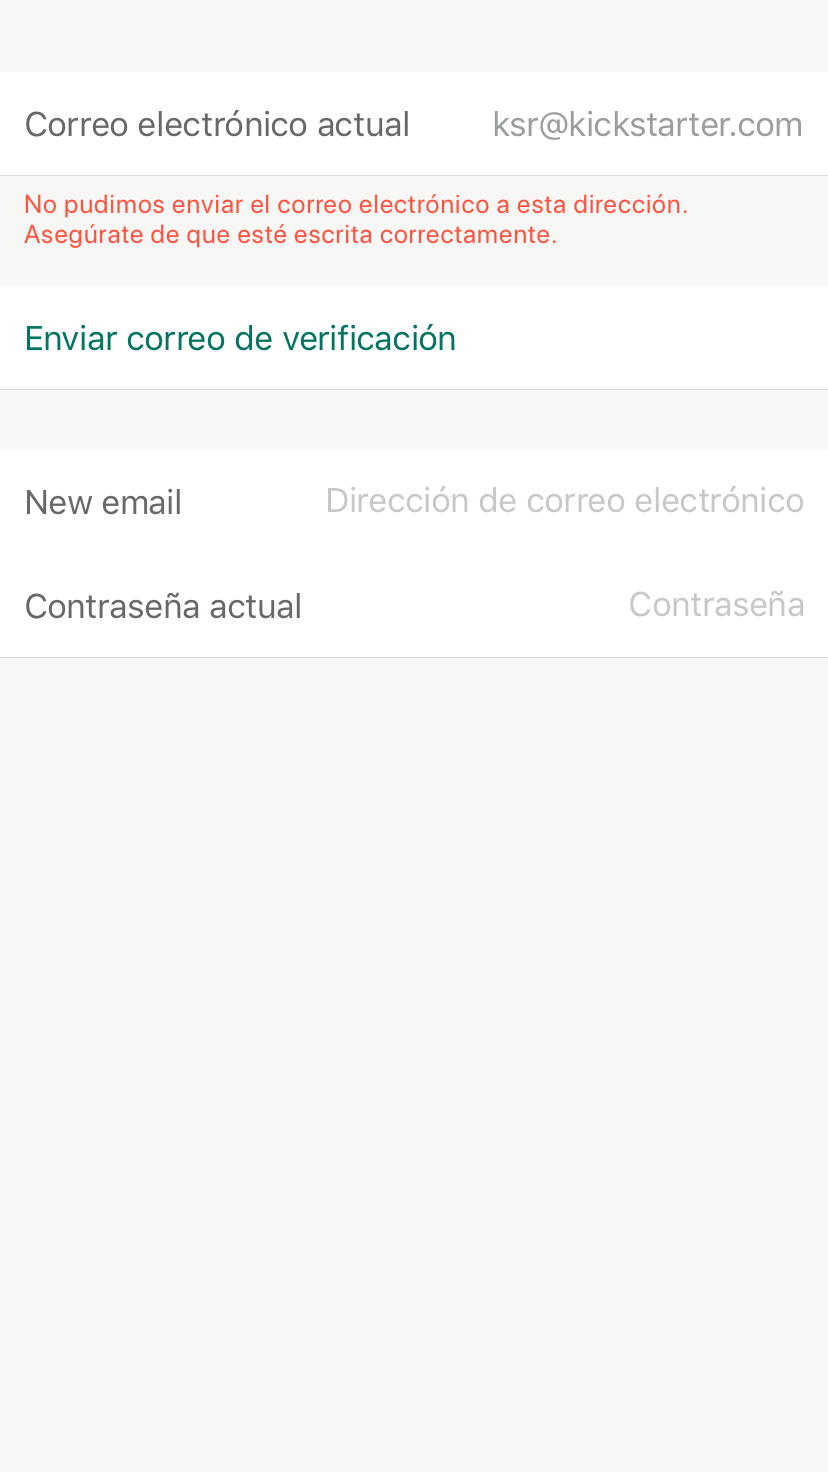 Correo electrónico actual ksr@kickstarter.com
No pudimos enviar el correo electrónico a esta dirección.
Asegúrate de que esté escrita correctamente.
Enviar correo de verificación
New email Dirección de correo electrónico
Contraseña actual Contraseña